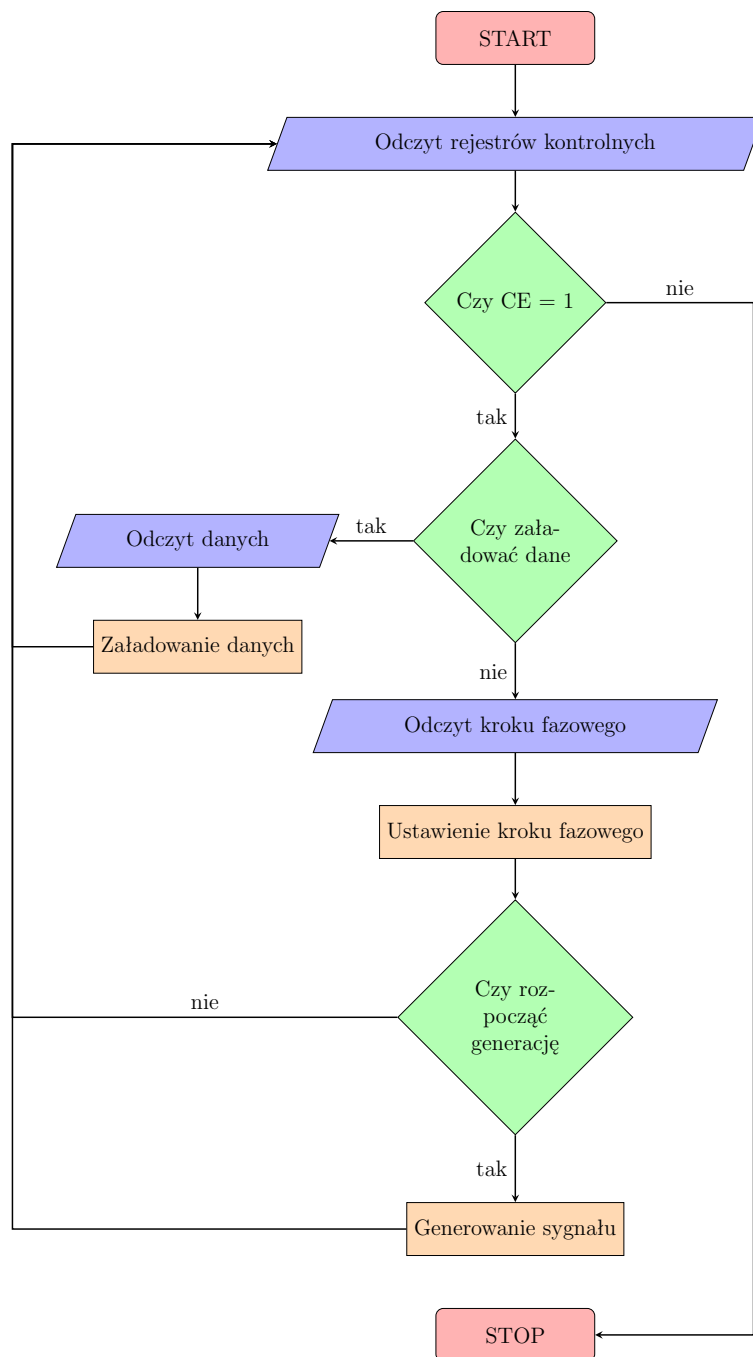 START
Odczyt rejestrów kontrolnych
Czy CE = 1
nie
tak
Czy zała-
dować dane
tak
Odczyt danych
Załadowanie danych
nie
Odczyt kroku fazowego
Ustawienie kroku fazowego
Czy roz-
począć
generację
nie
tak
Generowanie sygnału
STOP